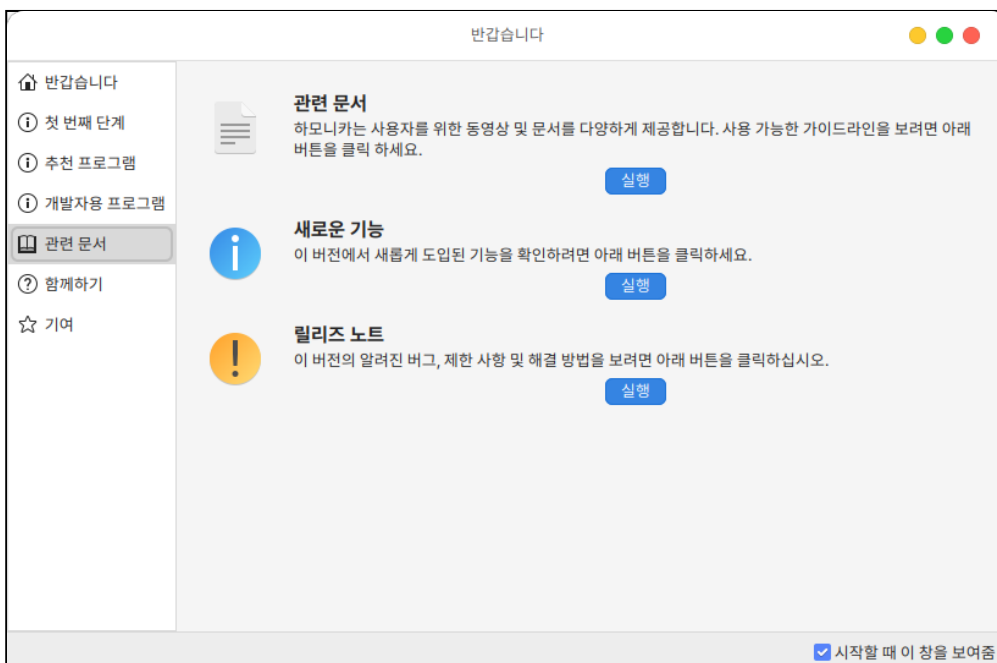 반갑습니다
반갑습니다
첫 번째 단계
추천 프로그램
개발자용 프로그램
관련 문서
함께하기
기여
관련 문서
하모니카는 사용자를 위한 동영상 및 문서를 다양하게 제공합니다. 사용 가능한 가이드라인을 보려면 아래
버튼을 클릭 하세요.
실행
새로운 기능
이 버전에서 새롭게 도입된 기능을 확인하려면 아래 버튼을 클릭하세요.
실행
릴리즈 노트
이 버전의 알려진 버그, 제한 사항 및 해결 방법을 보려면 아래 버튼을 클릭하십시오.
실행
시작할 때 이 창을 보여줌